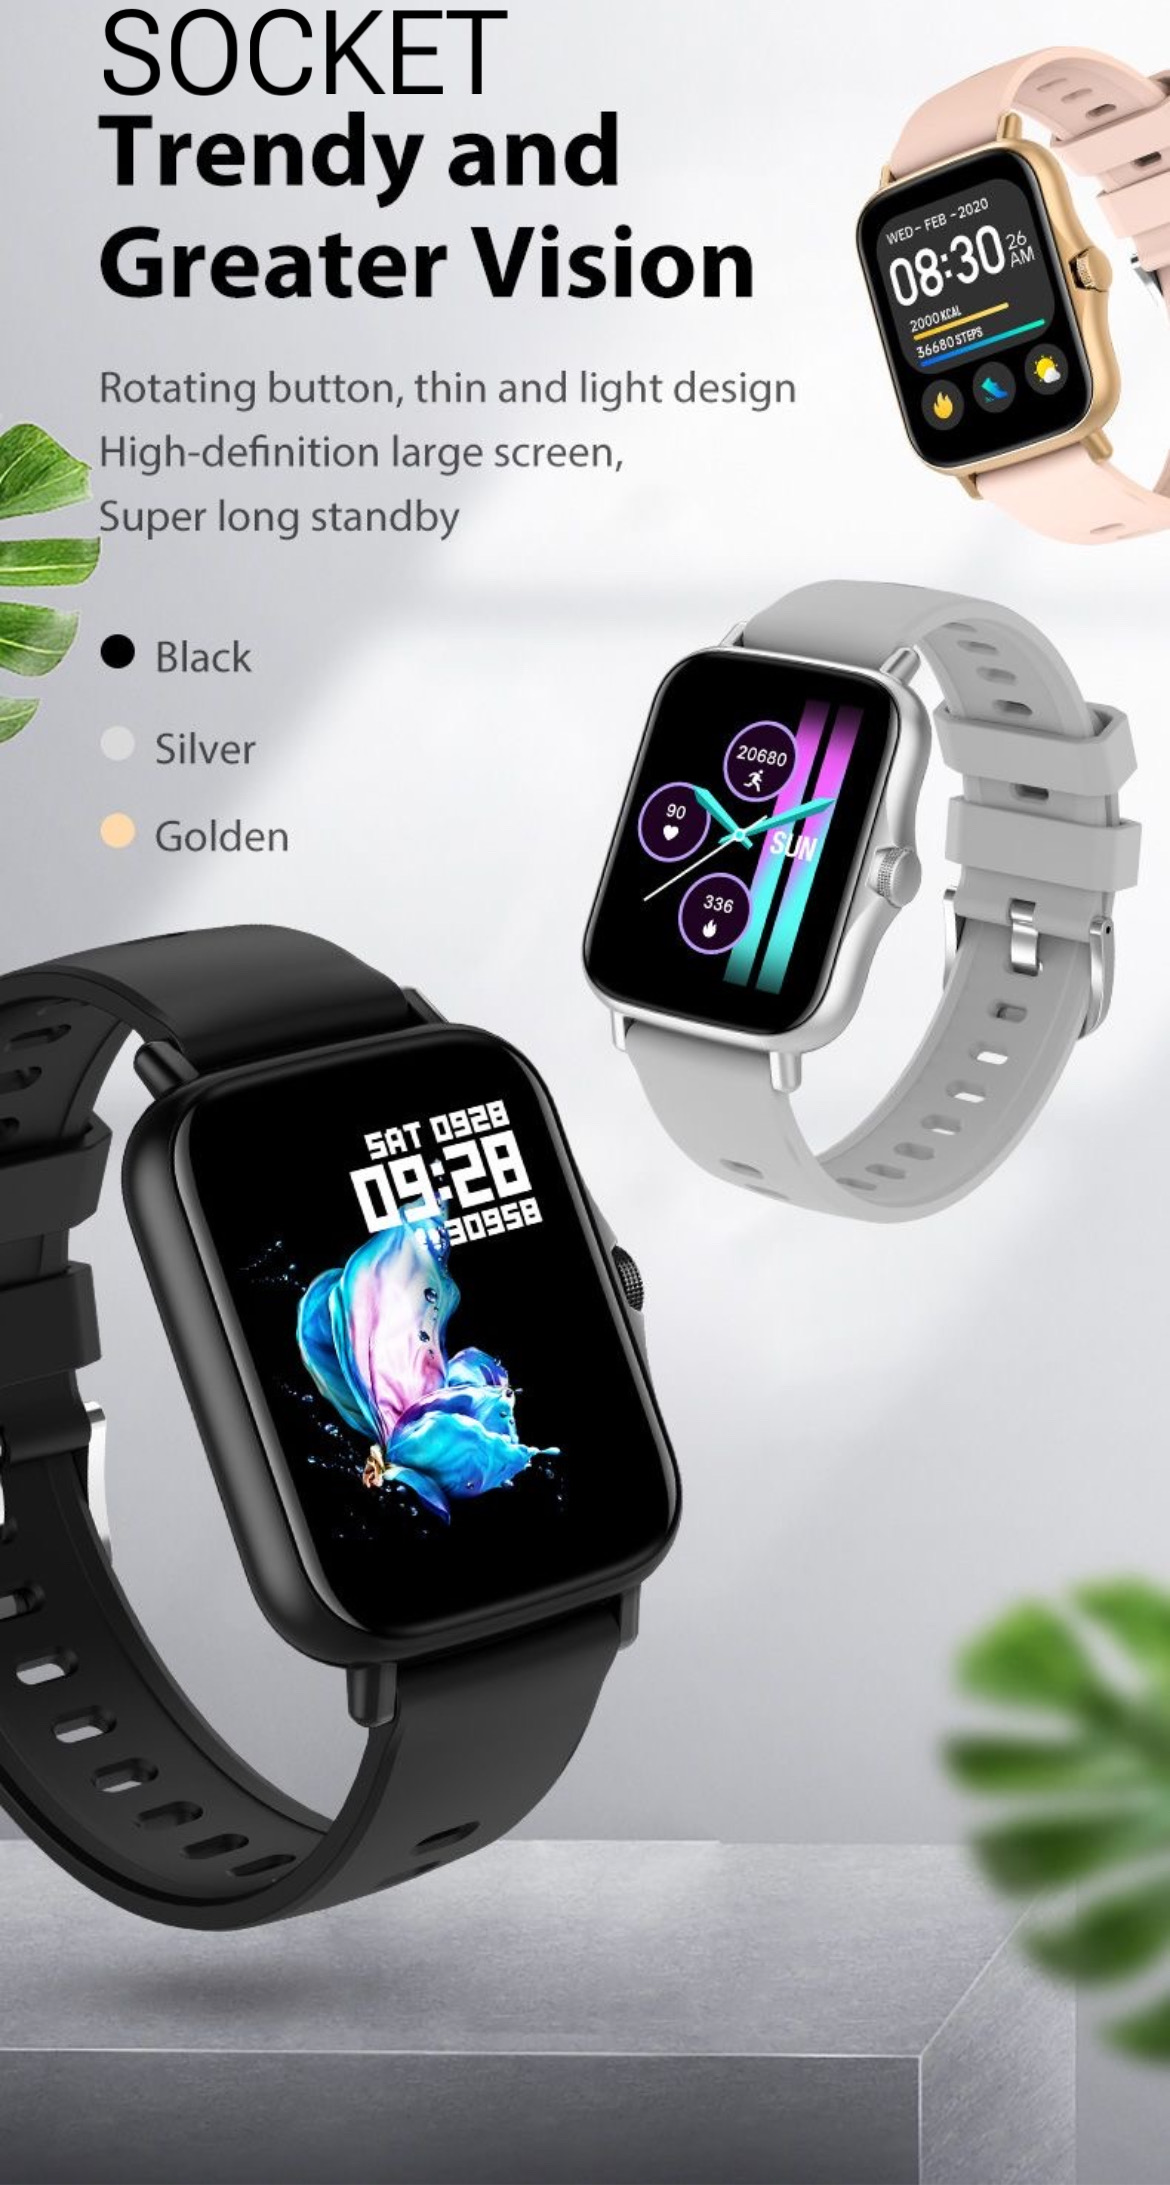 SOCKET
Trendy and
Greater Vision
Rotating button, thin and light design
High-definition large screen,
Super long standby
Black
Silver
Golden
WED- FEB -2020
08:30 26 AM
2000 KCAL
36680 STEPS
20680
90
SUN
336
SAT 0928
09:28
30958